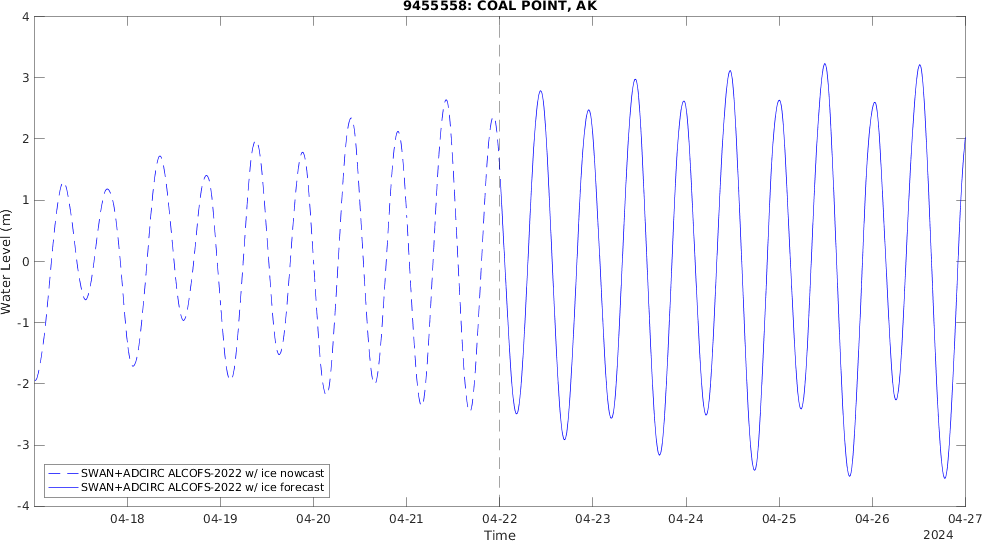 9455558: COAL POINT, AK
4
3
2
1
0
-1
-2
-3
-4
Water Level (m)
SWAN+ADCIRC ALCOFS-2022 w/ ice nowcast
SWAN+ADCIRC ALCOFS-2022 w/ ice forecast
04-18 04-19 04-20 04-21 04-22 04-23 04-24 04-25 04-26 04-27
Time
2024